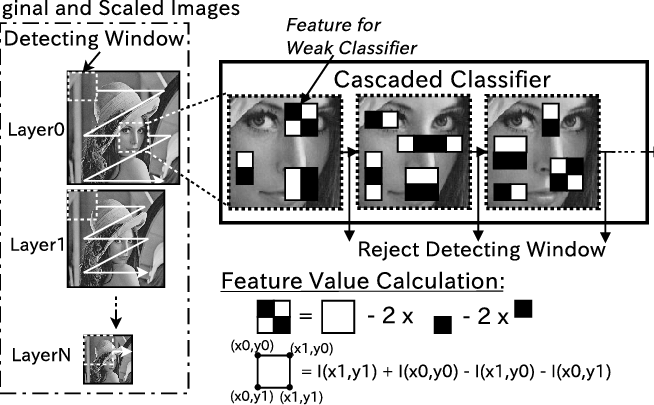 ginal and Scaled Images
Detecting Window
Feature for
Weak Classifier
Cascaded Classifier
Layer0
Layer1
LayerN
Reject Detecting Window
Feature Value Calculation:
= - 2 x - 2 x
(x0,y0) (x1,y0)
= I(x1,y1) + I(x0,y0) - I(x1,y0) - I(x0,y1)
(x0,y1) (x1,y1)